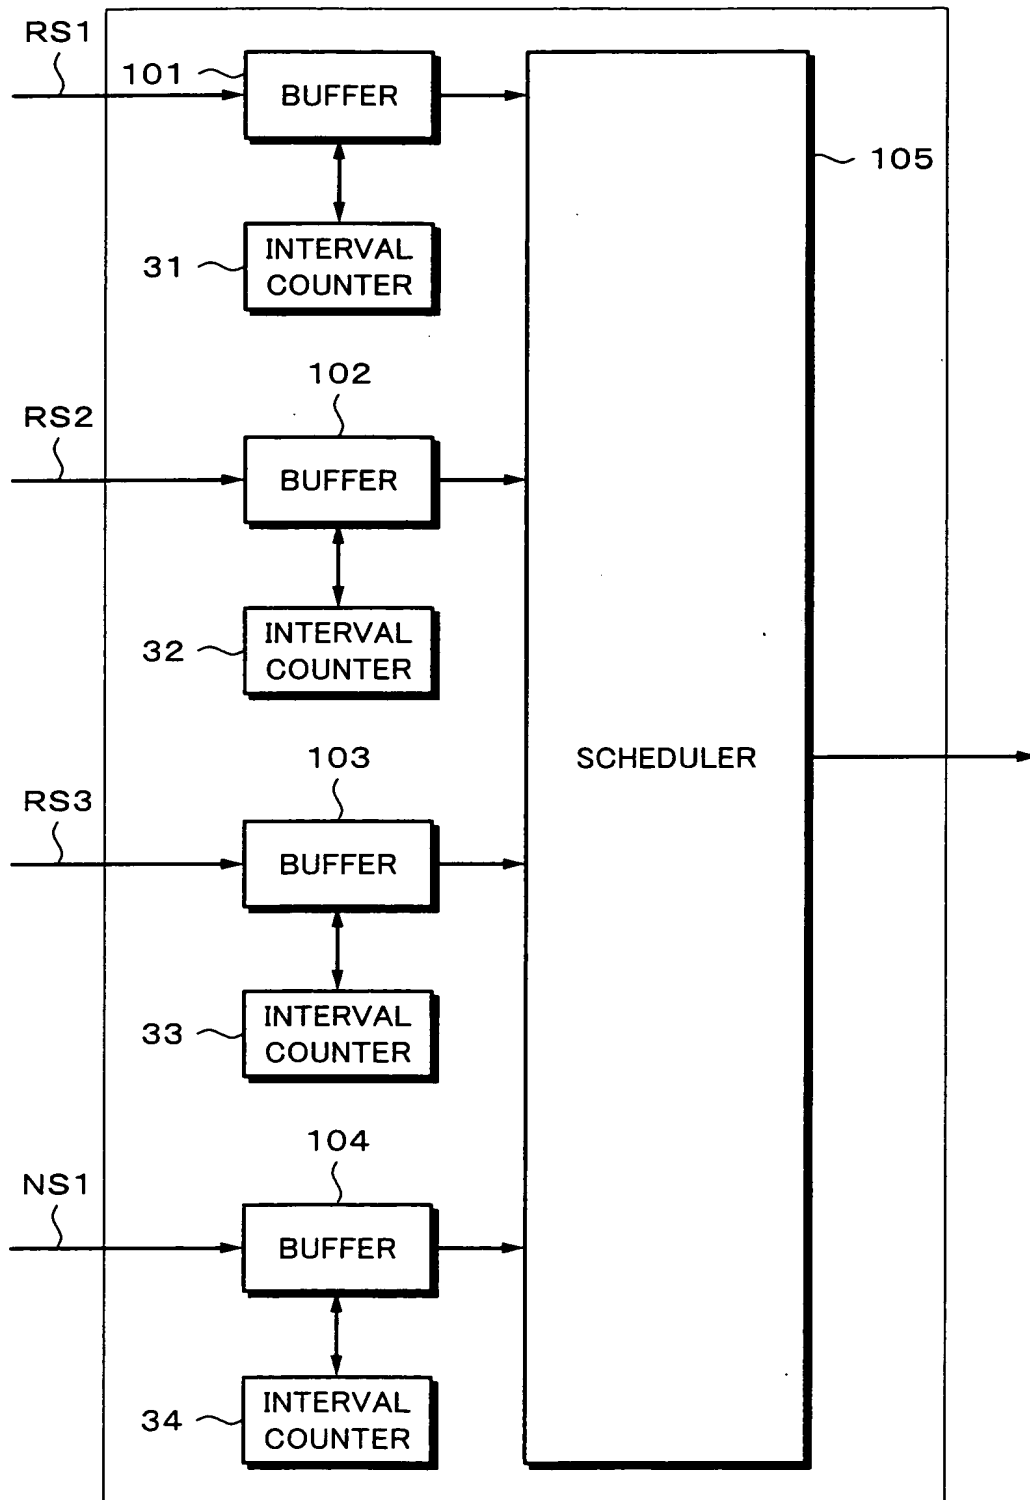 RS1
101
BUFFER
105
31
INTERVAL
COUNTER
102
RS2
BUFFER
32
INTERVAL
COUNTER
103
SCHEDULER
RS3
BUFFER
33
INTERVAL
COUNTER
104
NS1
BUFFER
34
INTERVAL
COUNTER